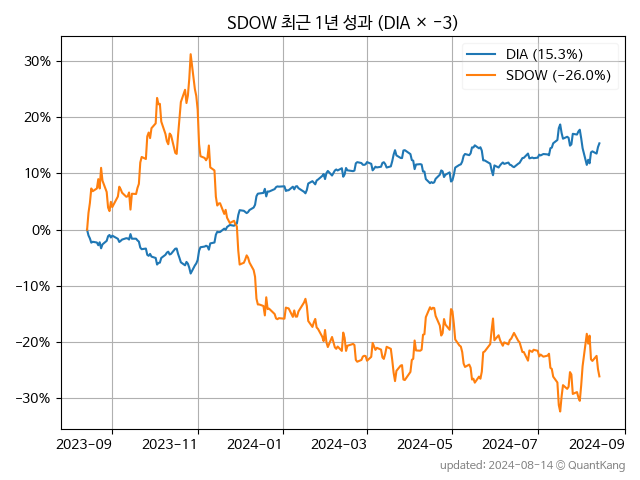 SDOW 최근 1년 성과 (DIA × −3)
DIA (15.3%)
SDOW (−26.0%)
30%
20%
10%
0%
−10%
−20%
−30%
2023−09 2023−11 2024−01 2024−03 2024−05 2024−07 2024−09
updated: 2024-08-14 © QuantKang